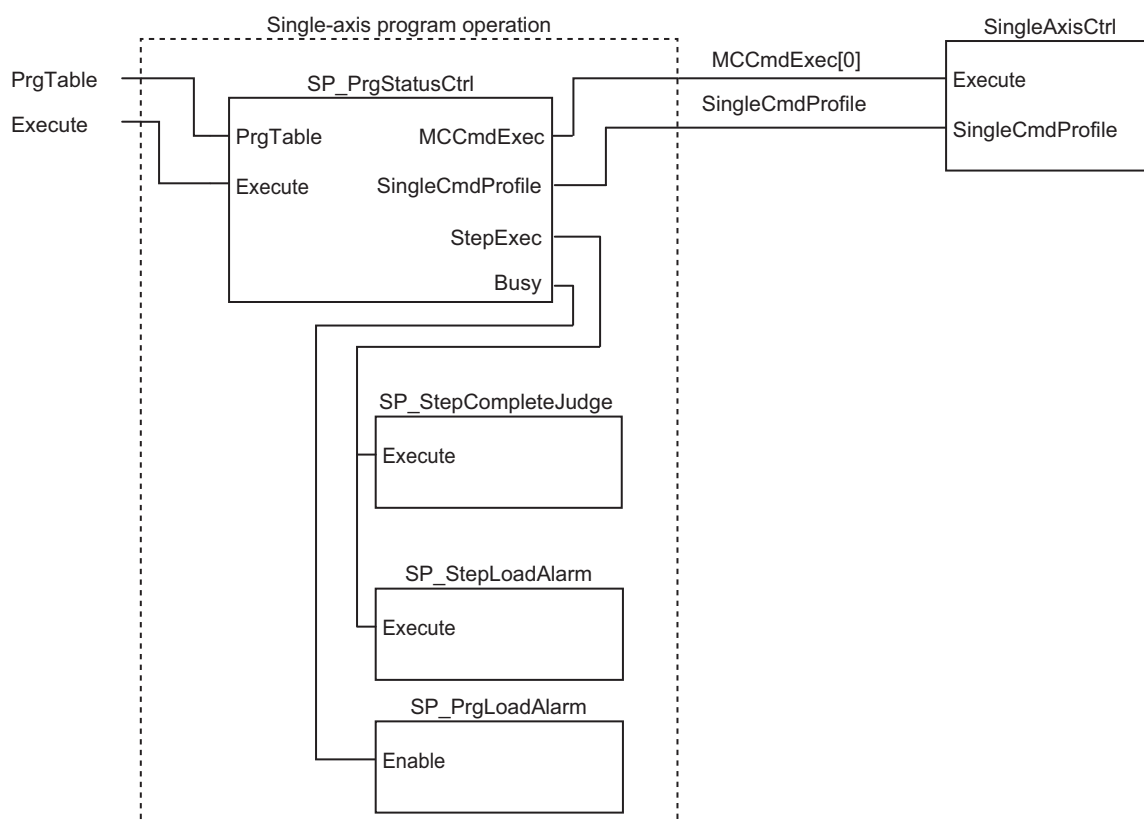 Single-axis program operation
SingleAxisCtrl
MCCmdExec[0]
PrgTable
SP_PrgStatusCtrl
Execute
SingleCmdProfile
Execute
PrgTable
MCCmdExec
SingleCmdProfile
Execute
SingleCmdProfile
StepExec
Busy
SP_StepCompleteJudge
Execute
SP_StepLoadAlarm
Execute
SP_PrgLoadAlarm
Enable